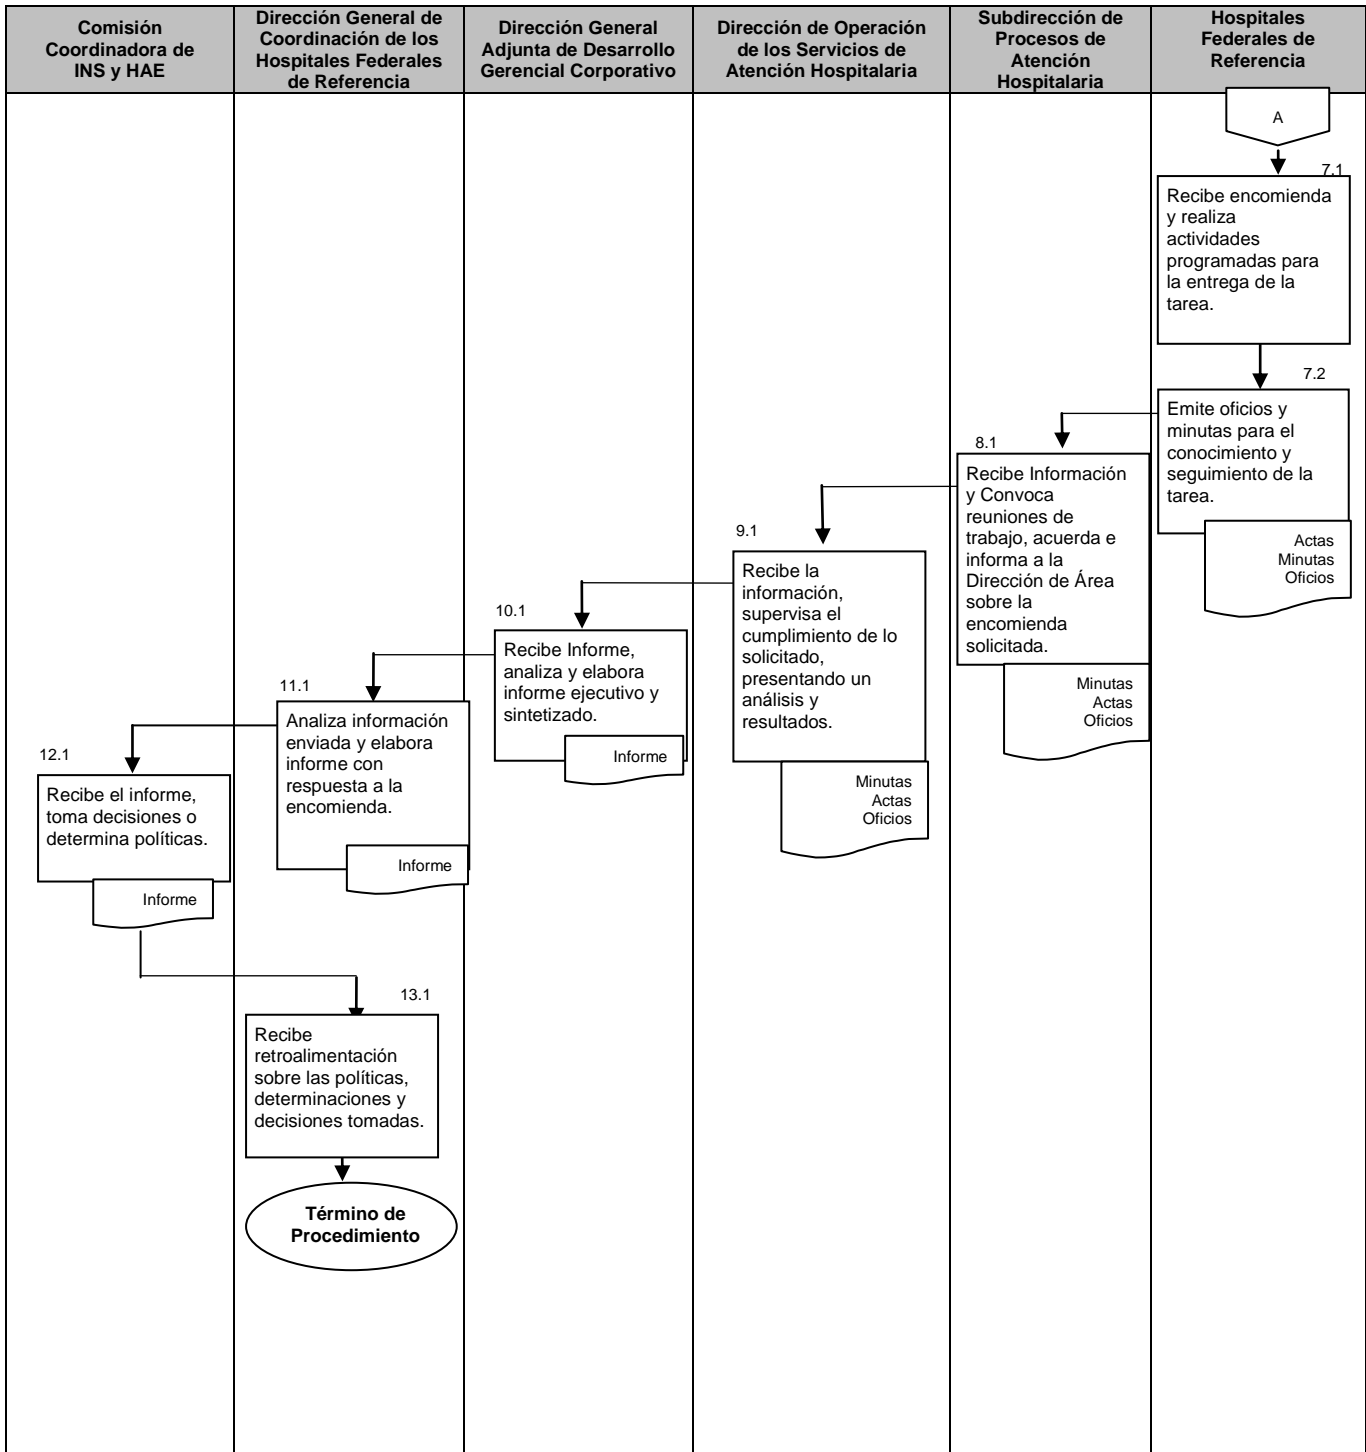 Comisión
Coordinadora de
INS y HAE
Dirección General de
Coordinación de los
Hospitales Federales
de Referencia
Dirección General
Adjunta de Desarrollo
Gerencial Corporativo
Dirección de Operación
de los Servicios de
Atención Hospitalaria
Subdirección de
Procesos de
Atención
Hospitalaria
Hospitales
Federales de
Referencia
A
7.1
Recibe encomienda
y realiza
actividades
programadas para
la entrega de la
tarea.
7.2
Emite oficios y
minutas para el
conocimiento y
seguimiento de la
tarea.
Actas
Minutas
Oficios
8.1
Recibe Información
y Convoca
reuniones de
trabajo, acuerda e
informa a la
Dirección de Área
sobre la
encomienda
solicitada.
Minutas
Actas
Oficios
9.1
Recibe la
información,
supervisa el
cumplimiento de lo
solicitado,
presentando un
análisis y
resultados.
Minutas
Actas
Oficios
10.1
Recibe Informe,
analiza y elabora
informe ejecutivo y
sintetizado.
Informe
11.1
Analiza información
enviada y elabora
informe con
respuesta a la
encomienda.
Informe
12.1
Recibe el informe,
toma decisiones o
determina políticas.
Informe
13.1
Recibe
retroalimentación
sobre las políticas,
determinaciones y
decisiones tomadas.
Término de
Procedimiento